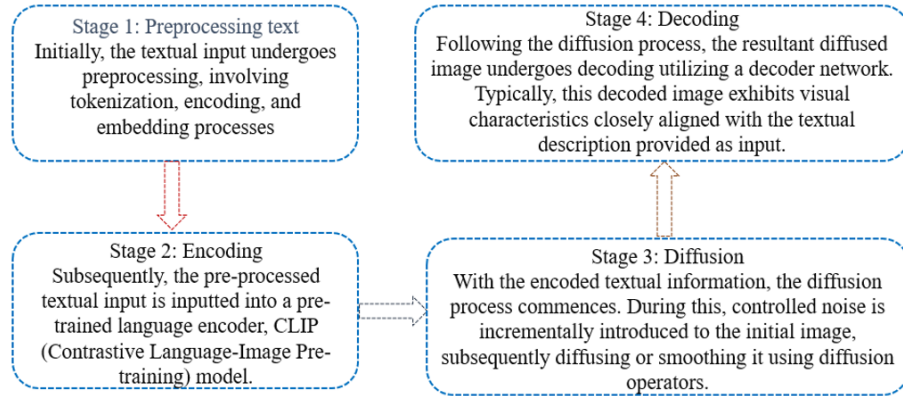 Stage 1: Preprocessing text
Initially, the textual input undergoes
preprocessing, involving
tokenization, encoding, and
embedding processes
Stage 2: Encoding
Subsequently, the pre-processed
textual input is inputted into a pre-
trained language encoder, CLIP
(Contrastive Language-Image Pre-
training) model.
Stage 3: Diffusion
With the encoded textual information, the diffusion
process commences. During this, controlled noise is
incrementally introduced to the initial image,
subsequently diffusing or smoothing it using diffusion
operators.
Stage 4: Decoding
Following the diffusion process, the resultant diffused
image undergoes decoding utilizing a decoder network.
Typically, this decoded image exhibits visual
characteristics closely aligned with the textual
description provided as input.